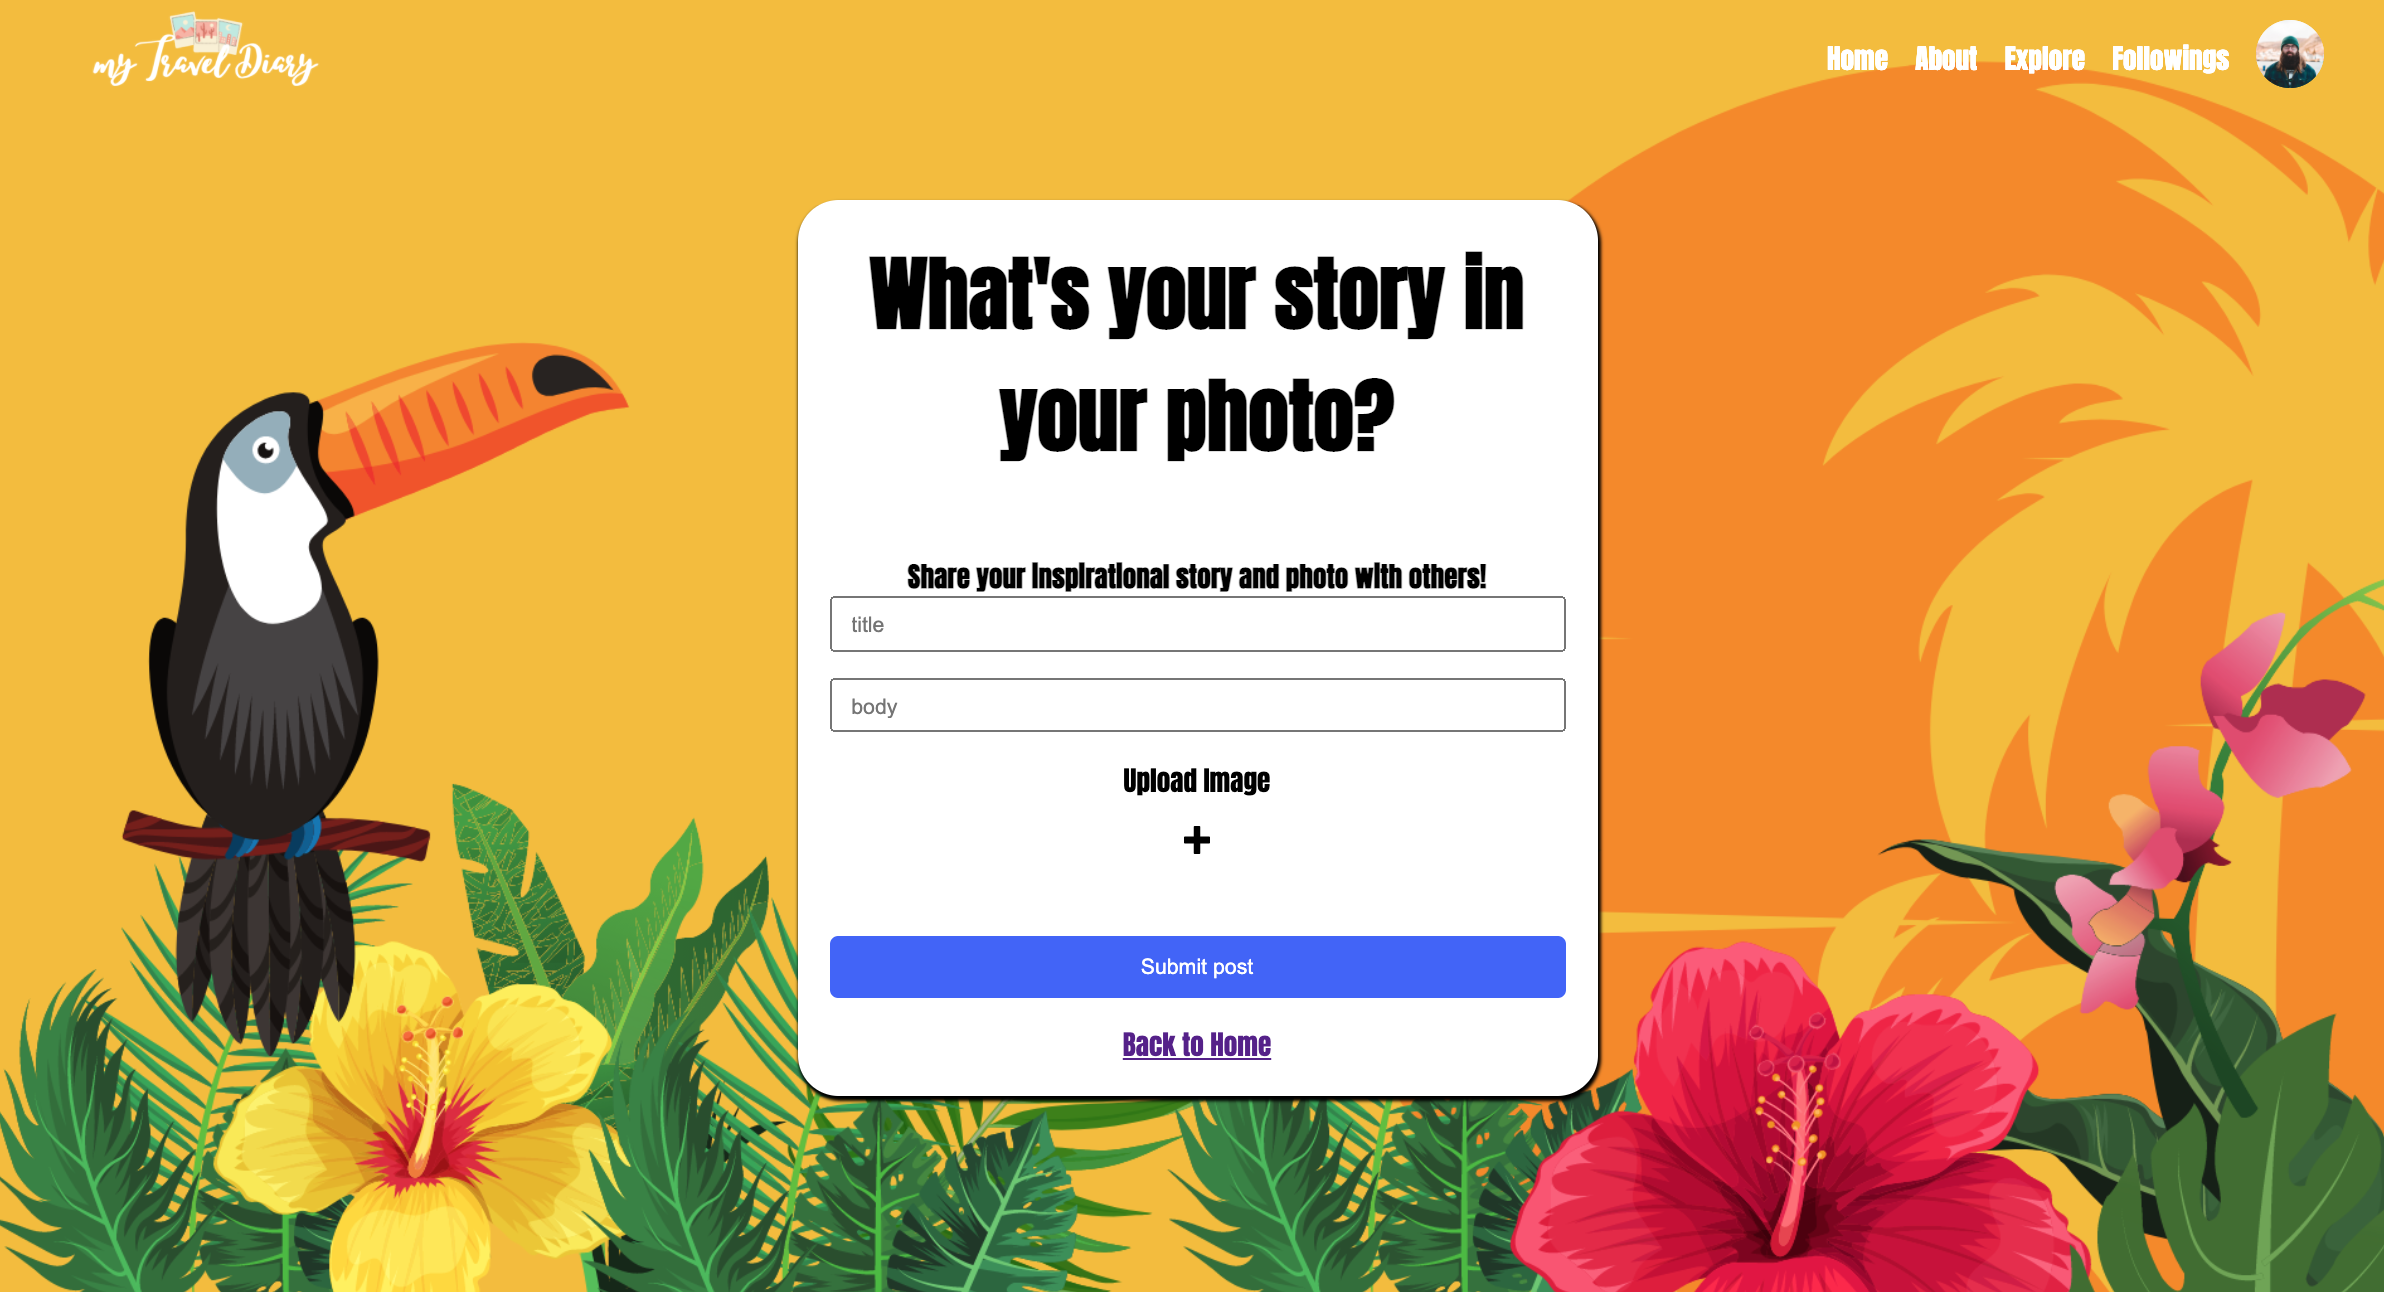 my Travel Diary
Home About Explore Followings
What's your story in
your photo?
Share your inspirational story and photo with others!
title
body
Upload Image
+
Submit post
Back to Home